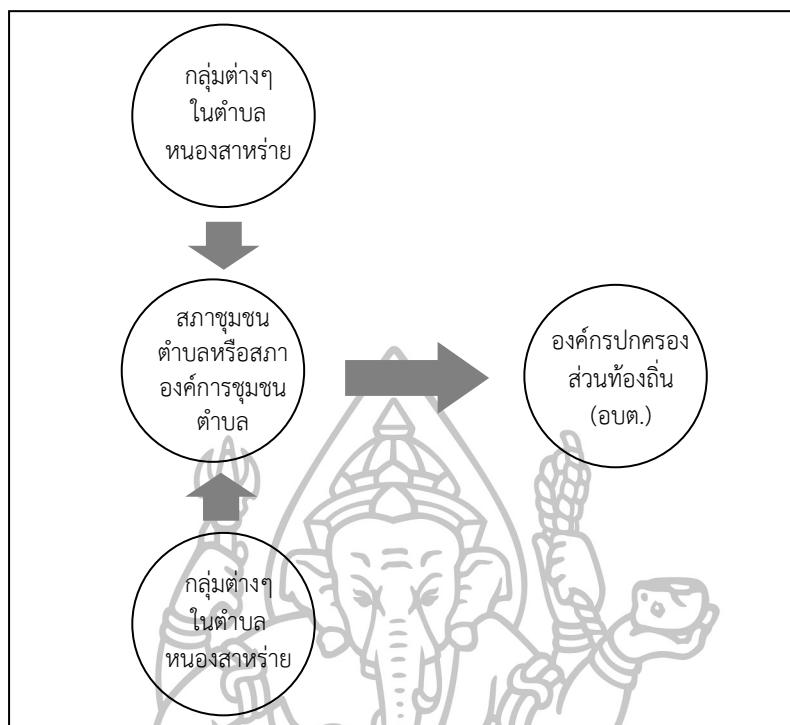 กลุ่มต่างๆ
ในตำบล
หนองสาหร่าย
สภาชุมชน
ตำบลหรือสภา
องค์การชุมชน
ตำบล
องค์กรปกครอง
ส่วนท้องถิ่น
(อบต.)
กลุ่มต่างๆ
ในตำบล
หนองสาหร่าย